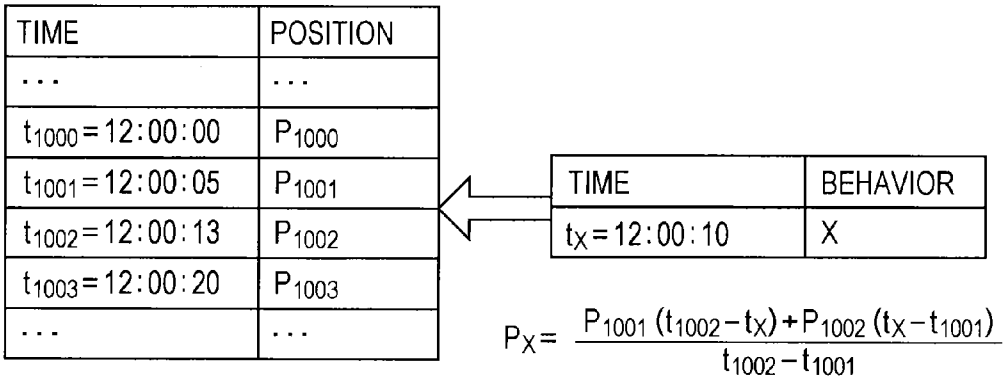 TIME POSITION
... ...
t1000=12:00:00 P1000
t1001=12:00:05 P1001
t1002=12:00:13 P1002
t1003=12:00:20 P1003
... ...
TIME BEHAVIOR
tX=12:00:10 X
PX= P1001 (t1002-tX)+P1002 (tX-t1001)
t1002-t1001